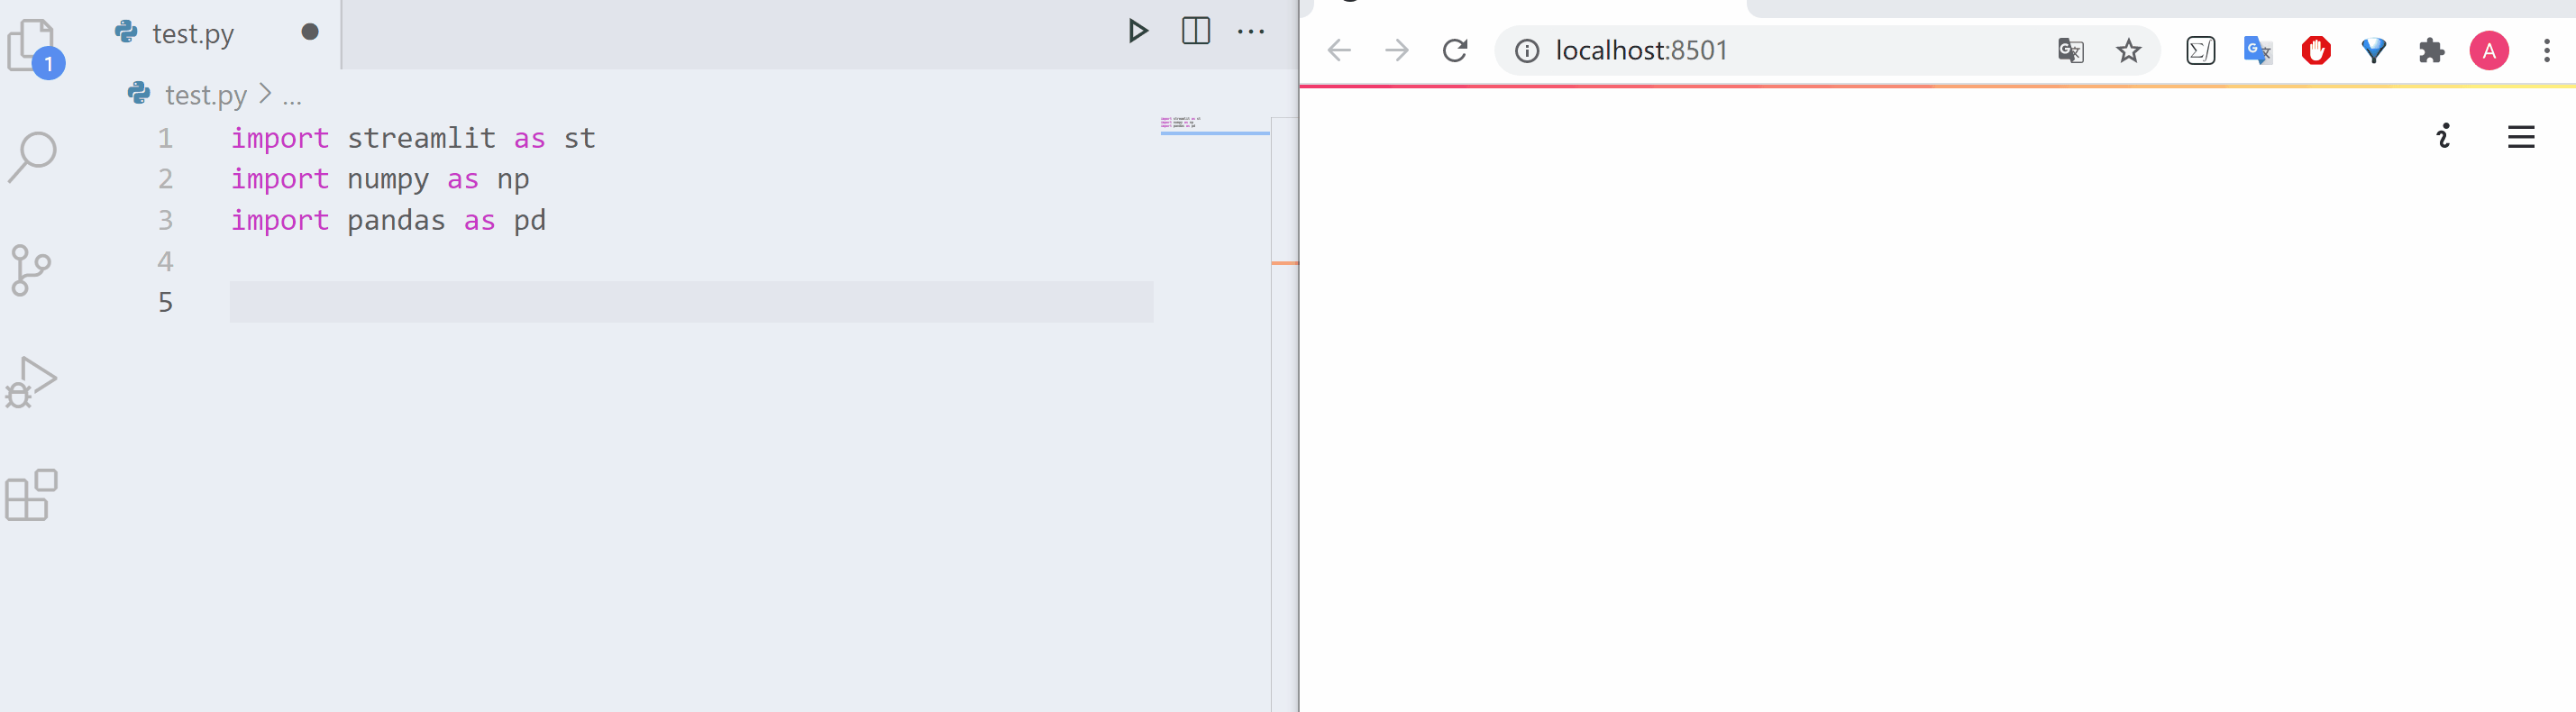 1
test.py
test.py > ...
1 import streamlit as st
2 import numpy as np
3 import pandas as pd
4
5
localhost:8501
A